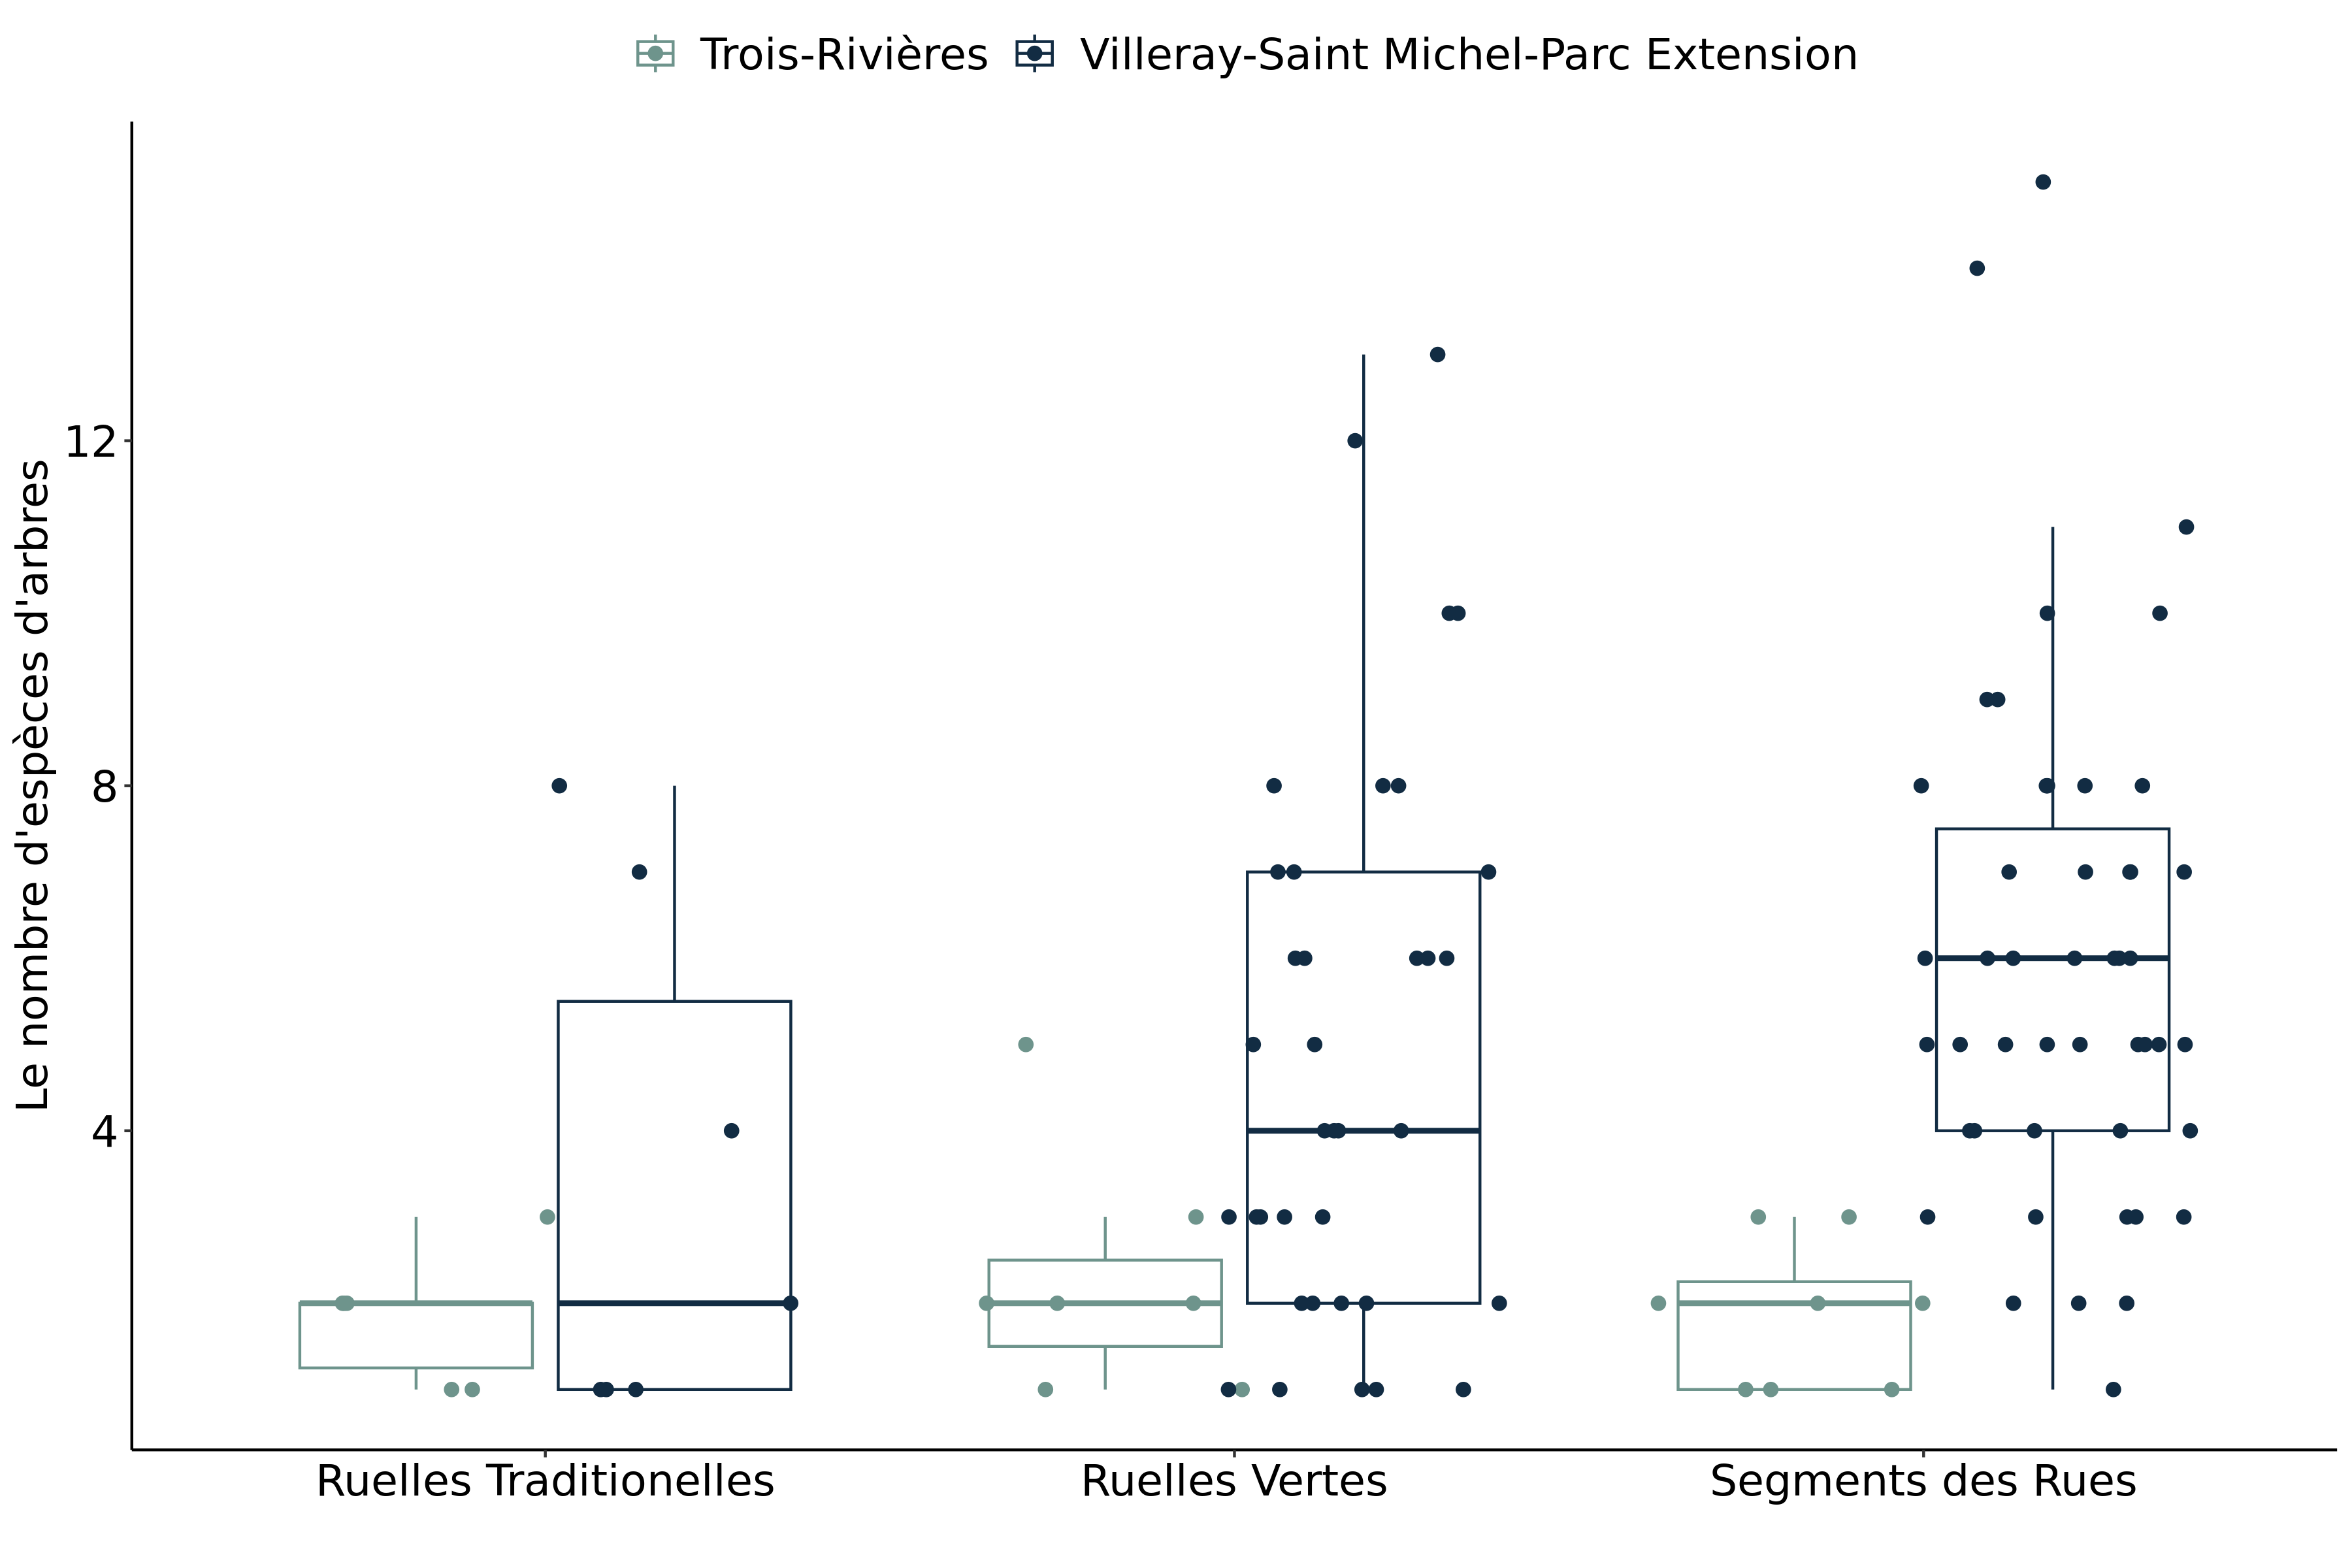 Trois-Rivières Villeray-Saint Michel-Parc Extension
Le nombre d'espèces d'arbres
12
8
4
Ruelles Traditionelles Ruelles Vertes Segments des Rues